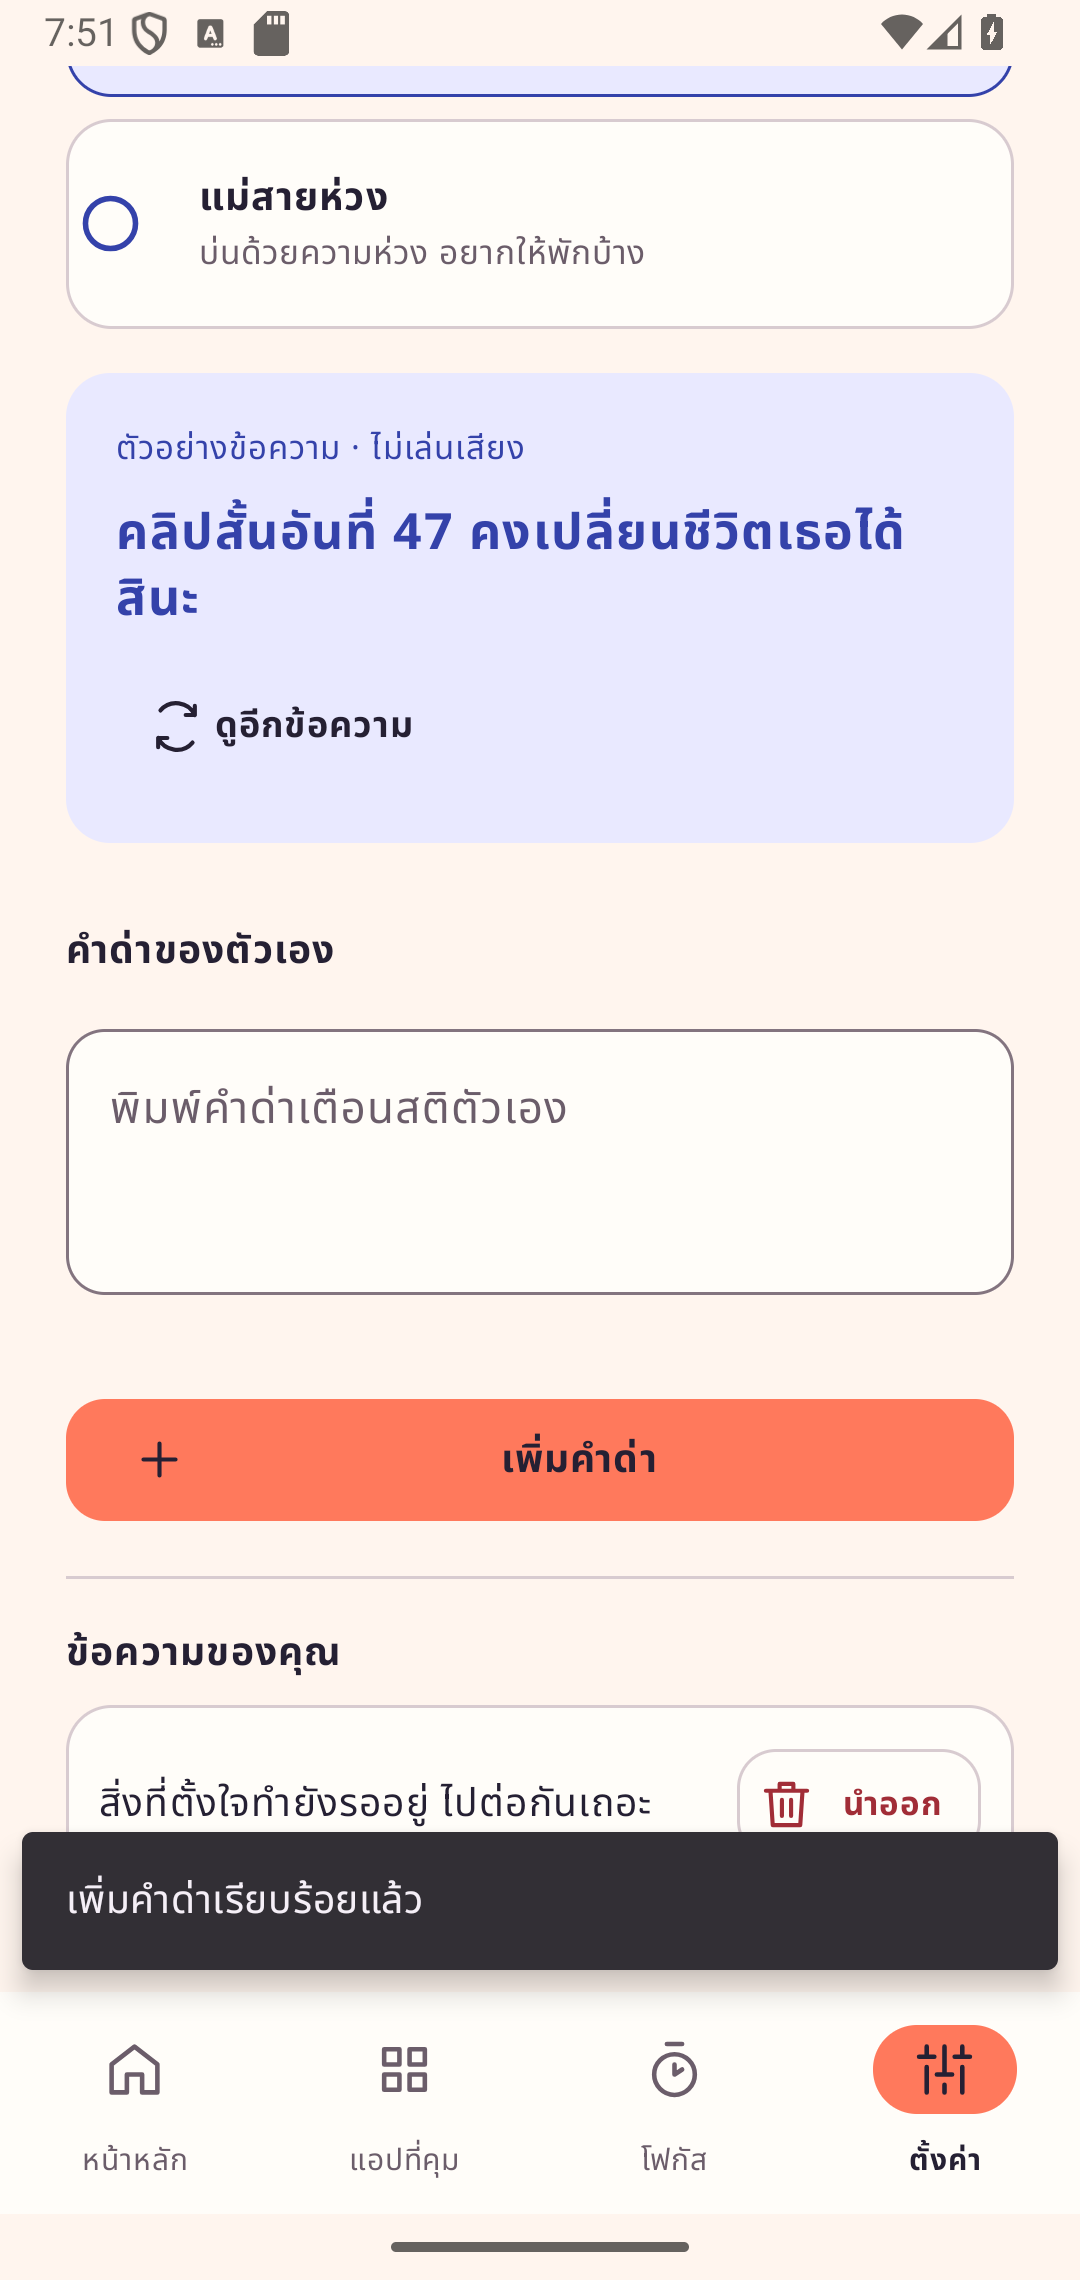 7:51
แม่สายห่วง
บ่นด้วยความห่วง อยากให้พักบ้าง
ตัวอย่างข้อความ · ไม่เล่นเสียง
คลิปสั้นอันที่ 47 คงเปลี่ยนชีวิตเธอได้
สินะ
ดูอีกข้อความ
คำด่าของตัวเอง
พิมพ์คำด่าเตือนสติตัวเอง
เพิ่มคำด่า
ข้อความของคุณ
สิ่งที่ตั้งใจทำยังรออยู่ ไปต่อกันเถอะ
นำออก
เพิ่มคำด่าเรียบร้อยแล้ว
หน้าหลัก
แอปที่คุม
โฟกัส
ตั้งค่า